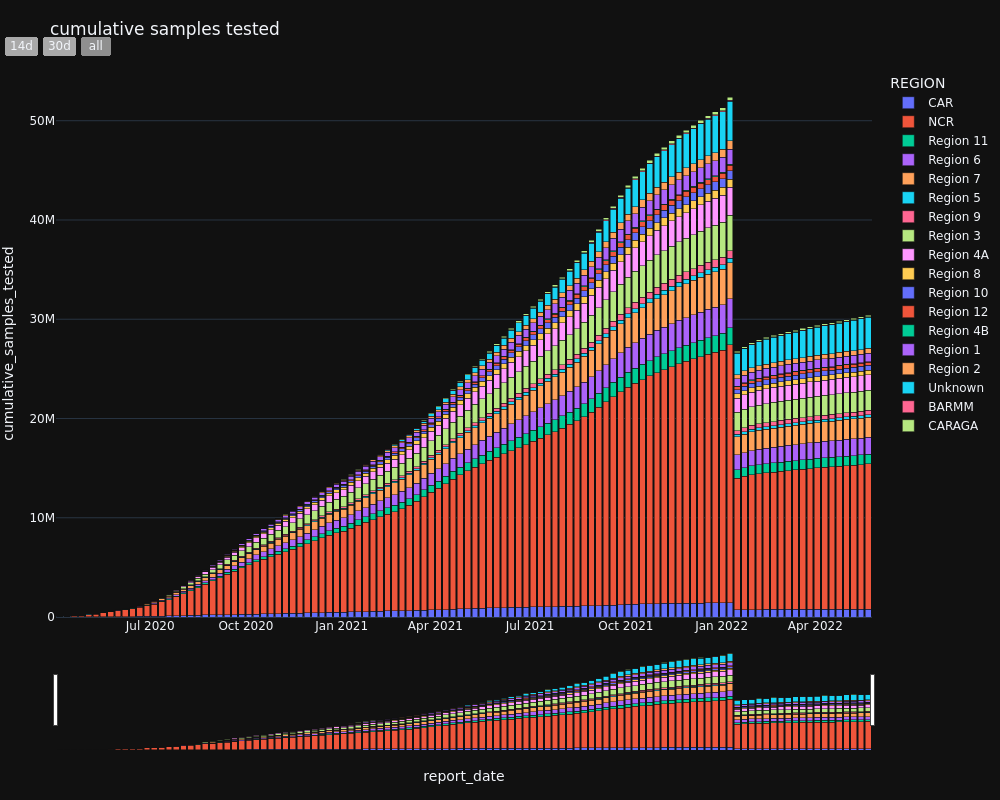 cumulative samples tested
14d 30d all
REGION
CAR
NCR
Region 11
Region 6
Region 7
Region 5
Region 9
Region 3
Region 4A
Region 8
Region 10
Region 12
Region 4B
Region 1
Region 2
Unknown
BARMM
CARAGA
cumulative_samples_tested
50M
40M
30M
20M
10M
0
Jul 2020 Oct 2020 Jan 2021 Apr 2021 Jul 2021 Oct 2021 Jan 2022 Apr 2022
report_date